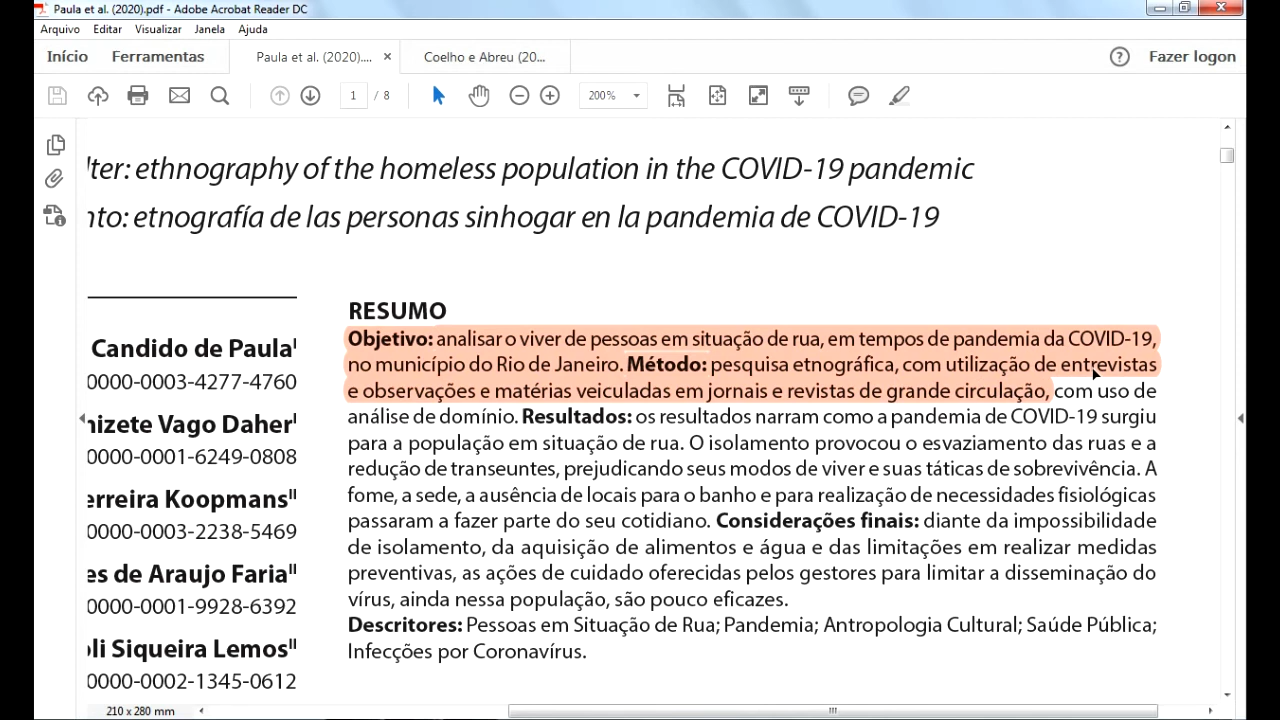 Paula et al. (2020).pdf - Adobe Acrobat Reader DC
Arquivo Editar Visualizar Janela Ajuda
Início Ferramentas Paula et al. (2020).... × Coelho e Abreu (20... Fazer logon
1 / 8 200%
lter: ethnography of the homeless population in the COVID-19 pandemic
nto: etnografía de las personas sinhogar en la pandemia de COVID-19
Candido de Paula I
0000-0003-4277-4760
nizete Vago Daher I
0000-0001-6249-0808
erreira Koopmans II
0000-0003-2238-5469
es de Araujo Faria II
0000-0001-9928-6392
oli Siqueira Lemos II
0000-0002-1345-0612
RESUMO
Objetivo: analisar o viver de pessoas em situação de rua, em tempos de pandemia da COVID-19,
no município do Rio de Janeiro. Método: pesquisa etnográfica, com utilização de entrevistas
e observações e matérias veiculadas em jornais e revistas de grande circulação, com uso de
análise de domínio. Resultados: os resultados narram como a pandemia de COVID-19 surgiu
para a população em situação de rua. O isolamento provocou o esvaziamento das ruas e a
redução de transeuntes, prejudicando seus modos de viver e suas táticas de sobrevivência. A
fome, a sede, a ausência de locais para o banho e para realização de necessidades fisiológicas
passaram a fazer parte do seu cotidiano. Considerações finais: diante da impossibilidade
de isolamento, da aquisição de alimentos e água e das limitações em realizar medidas
preventivas, as ações de cuidado oferecidas pelos gestores para limitar a disseminação do
vírus, ainda nessa população, são pouco eficazes.
Descritores: Pessoas em Situação de Rua; Pandemia; Antropologia Cultural; Saúde Pública;
Infecções por Coronavírus.
210 x 280 mm